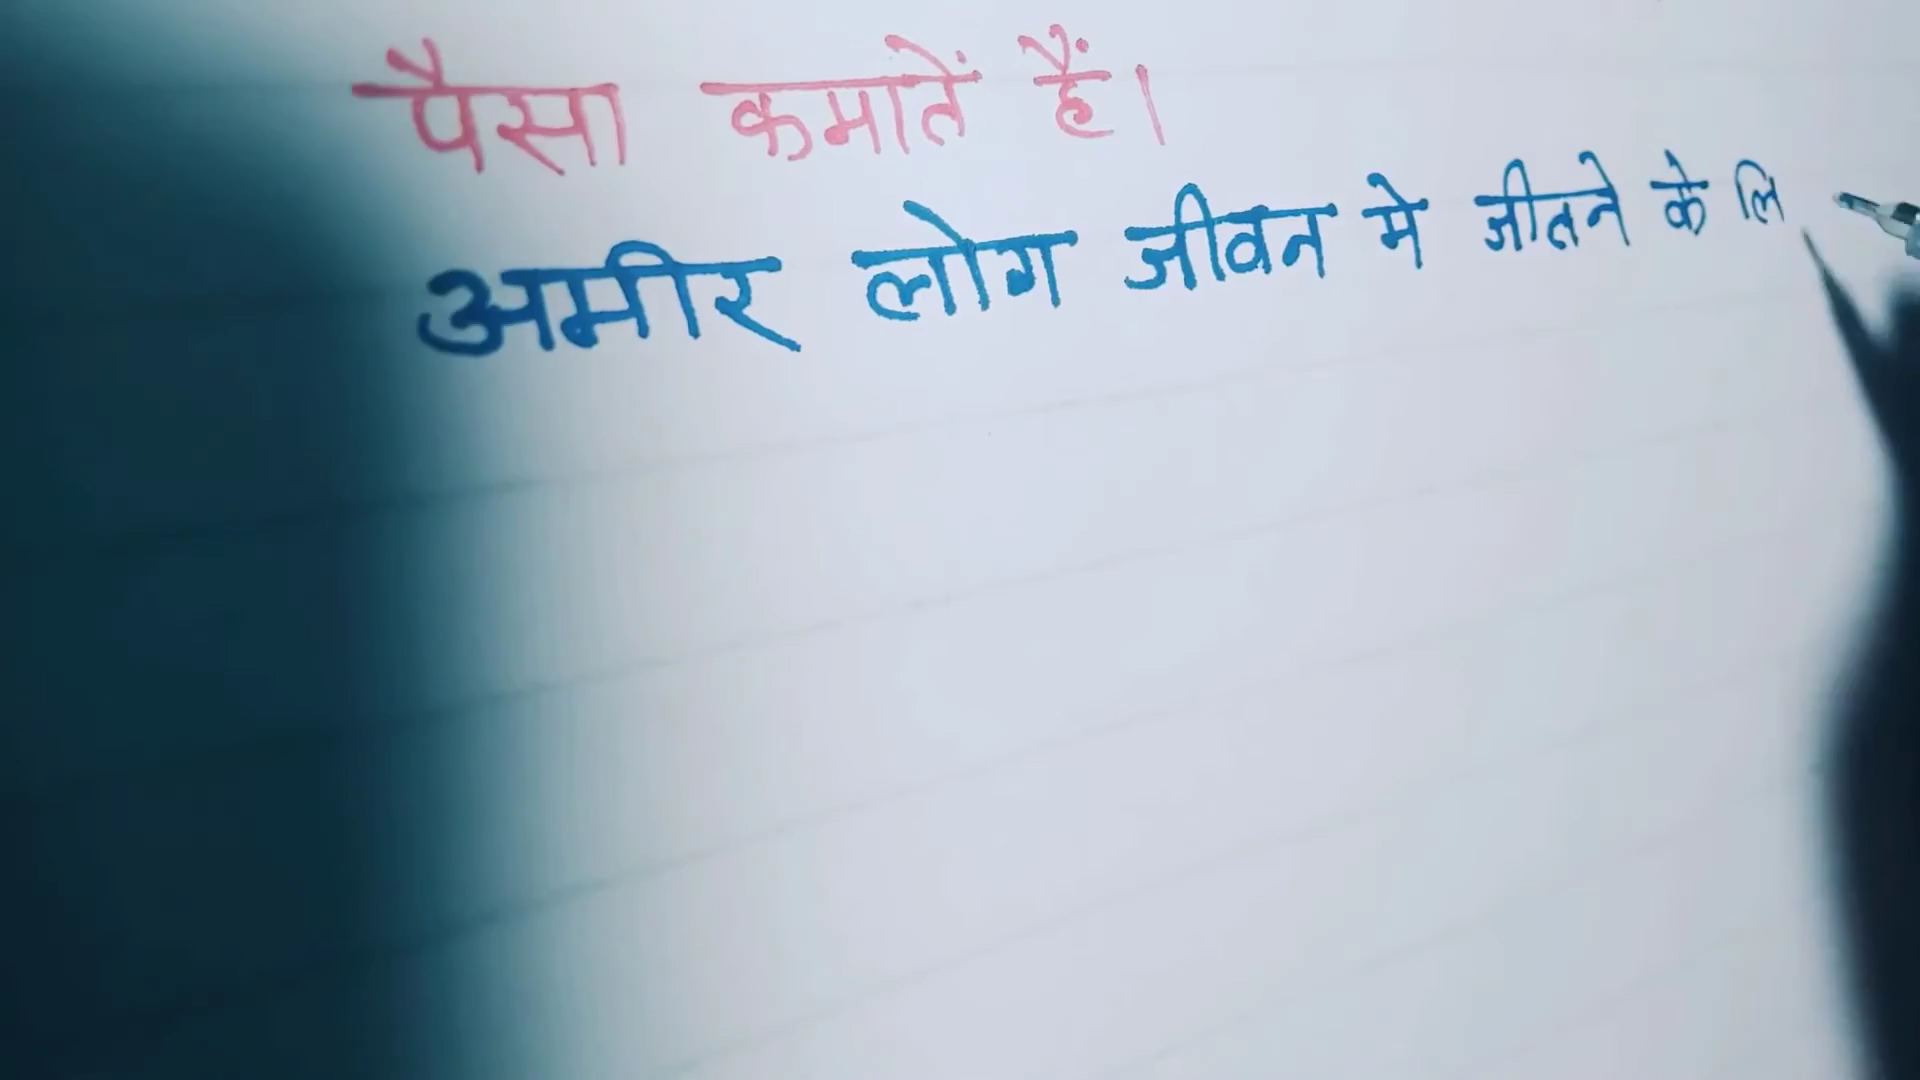 पैसा कमातें हैं।
अमीर लोग जीवन मे जीतने के लि